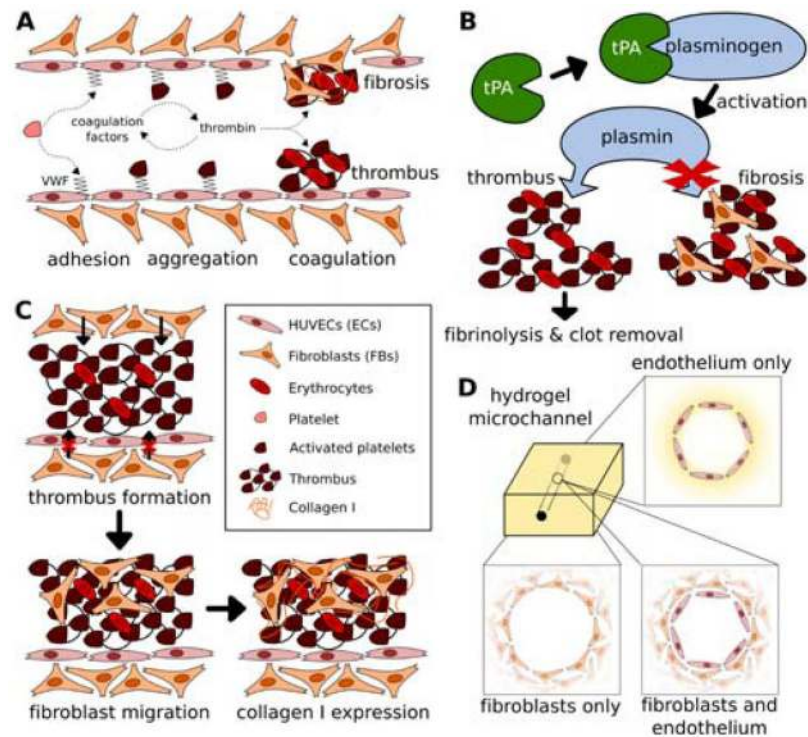 A
fibrosis
coagulation
factors
thrombin
VWF
thrombus
adhesion
aggregation
coagulation
B
tPA
tPA
plasminogen
activation
plasmin
thrombus
fibrosis
fibrinolysis & clot removal
C
thrombus formation
fibroblast migration
collagen I expression
HUVECs (ECs)
Fibroblasts (FBs)
Erythrocytes
Platelet
Activated platelets
Thrombus
Collagen I
D
hydrogel
microchannel
endothelium only
fibroblasts only
fibroblasts and
endothelium